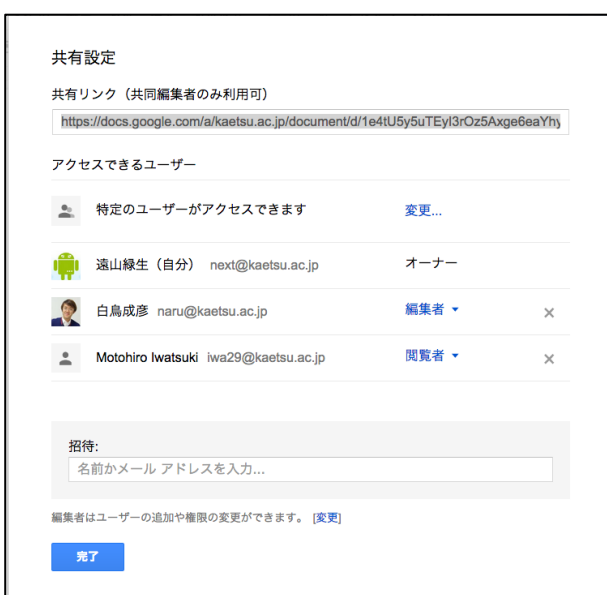 共有設定
共有リンク（共同編集者のみ利用可）
https://docs.google.com/a/kaetsu.ac.jp/document/d/1e4tU5y5uTEyI3rOz5Axge6eaYhy
アクセスできるユーザー
特定のユーザーがアクセスできます 変更...
遠山緑生（自分） next@kaetsu.ac.jp オーナー
白鳥成彦 naru@kaetsu.ac.jp 編集者
Motohiro Iwatsuki iwa29@kaetsu.ac.jp 閲覧者
招待:
名前かメール アドレスを入力...
編集者はユーザーの追加や権限の変更ができます。 [変更]
完了